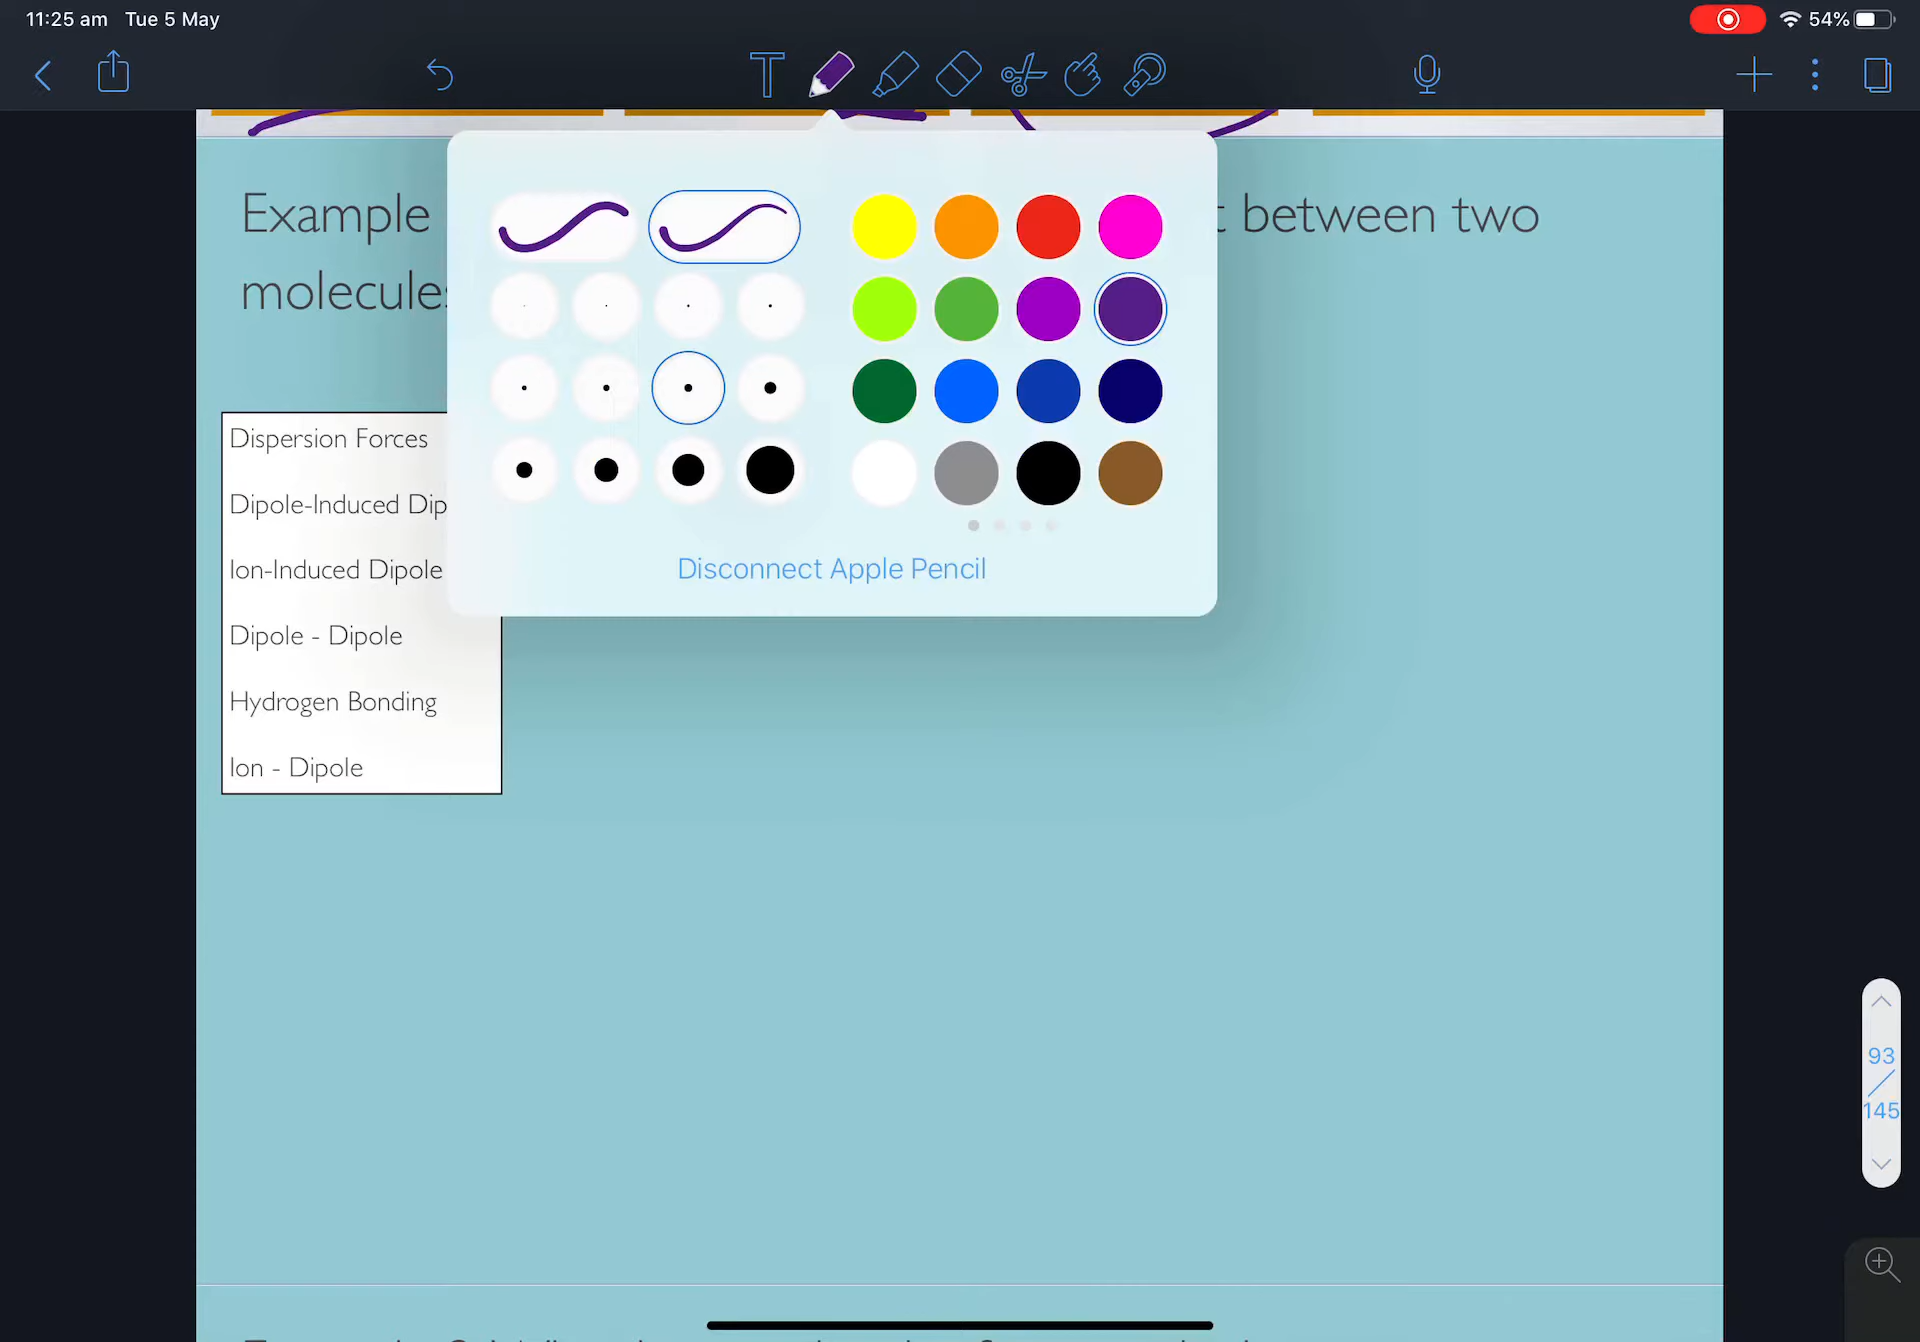 11:25 am Tue 5 May
54%
T
Example
t between two
molecules
Dispersion Forces
Dipole-Induced Dip
Ion-Induced Dipole
Dipole - Dipole
Hydrogen Bonding
Ion - Dipole
Disconnect Apple Pencil
93
145